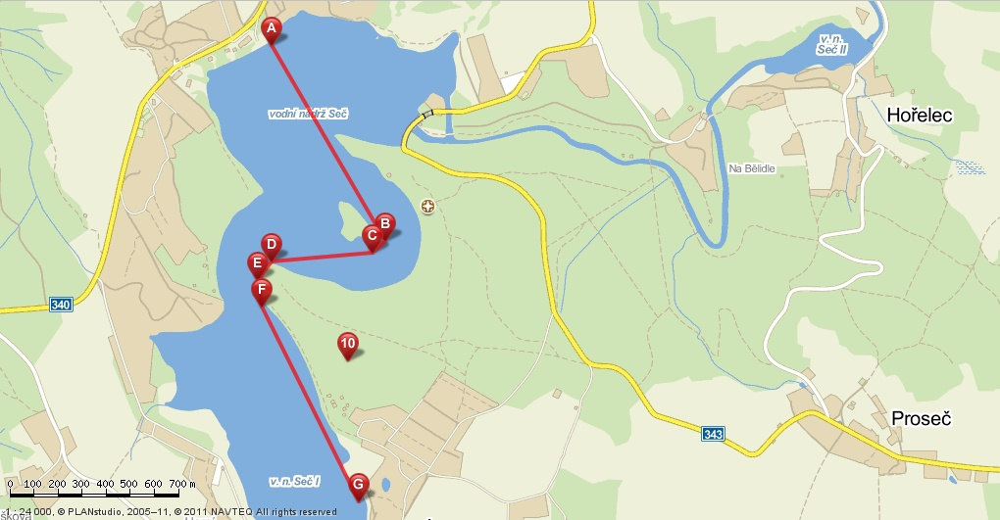 A
v. n.
Seč II
vodní nádrž Seč
Hořelec
Na Bělidle
B
C
D
E
F
340
10
Proseč
343
v. n. Seč I
G
0 100 200 300 400 500 600 700 m
1 : 24 000, © PLANstudio, 2005–11, © 2011 NAVTEQ All rights reserved